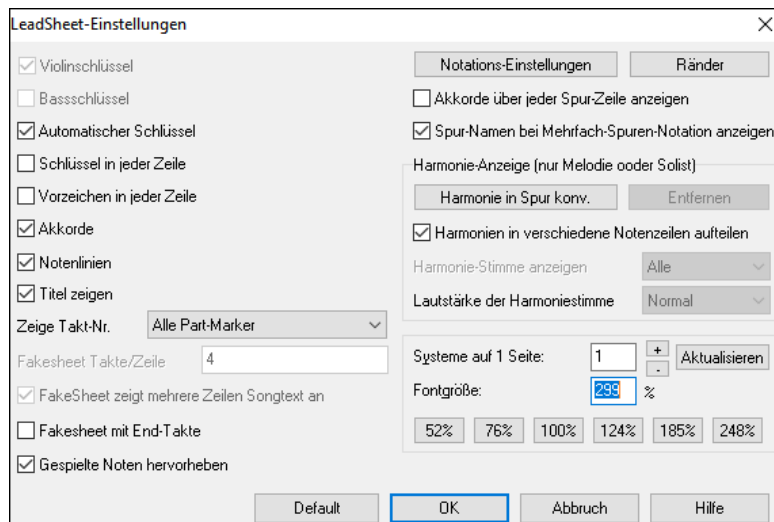 LeadSheet-Einstellungen
Violinschlüssel
Bassschlüssel
Automatischer Schlüssel
Schlüssel in jeder Zeile
Vorzeichen in jeder Zeile
Akkorde
Notenlinien
Titel zeigen
Zeige Takt-Nr. Alle Part-Marker
Fakesheet Takte/Zeile 4
FakeSheet zeigt mehrere Zeilen Songtext an
Fakesheet mit End-Takte
Gespielte Noten hervorheben
Notations-Einstellungen Ränder
Akkorde über jeder Spur-Zeile anzeigen
Spur-Namen bei Mehrfach-Spuren-Notation anzeigen
Harmonie-Anzeige (nur Melodie ooder Solist)
Harmonie in Spur konv. Entfernen
Harmonien in verschiedene Notenzeilen aufteilen
Harmonie-Stimme anzeigen Alle
Lautstärke der Harmoniestimme Normal
Systeme auf 1 Seite: 1 + - Aktualisieren
Fontgröße: 299 %
52% 76% 100% 124% 185% 248%
Default OK Abbruch Hilfe